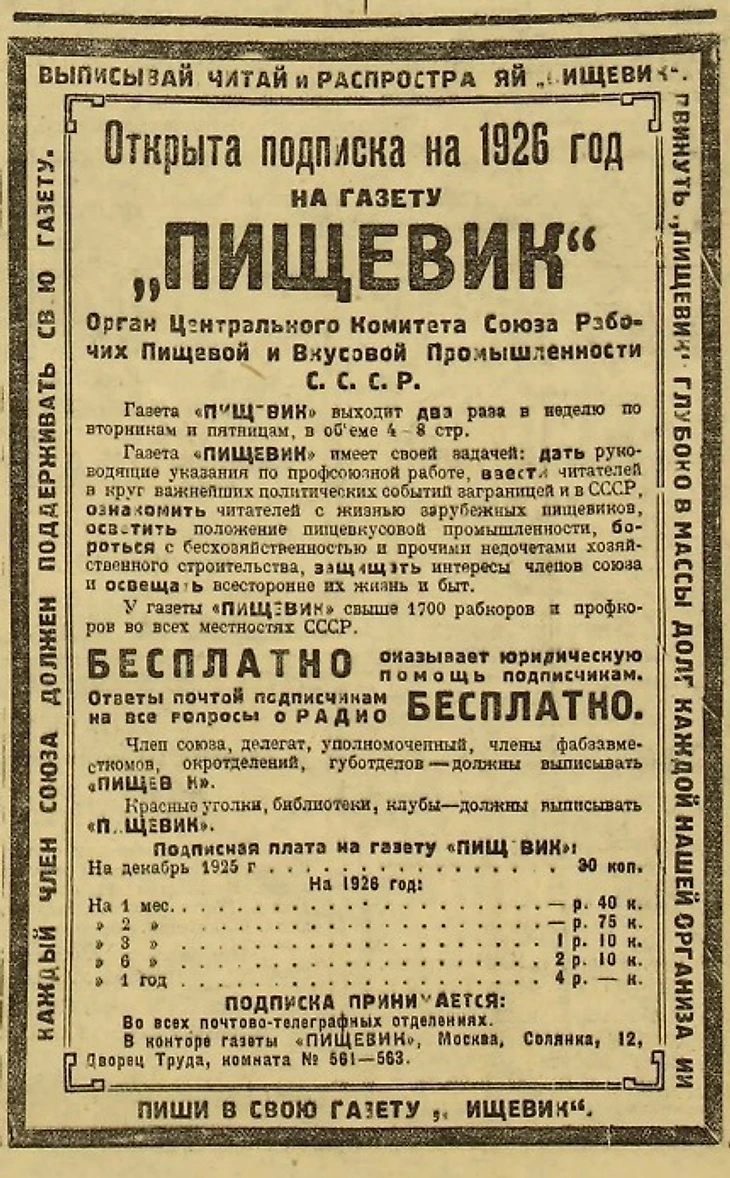 ВЫПИСЫВАЙ ЧИТАЙ и РАСПРОСТРА ЯЙ „ ИЩЕВИК“.
КАЖДЫЙ ЧЛЕН СОЮЗА ДОЛЖЕН ПОДДЕРЖИВАТЬ СВ Ю ГАЗЕТУ.
Открыта подписка на 1926 год
НА ГАЗЕТУ
„ПИЩЕВИК“
Орган Центрального Комитета Союза Рабо-
чих Пищевой и Вкусовой Промышленности
С. С. С. Р.
Газета «ПИЩ ВИК» выходит два раза в неделю по
вторникам и пятницам, в об'еме 4—8 стр.
Газета «ПИЩЕВИК» имеет своей задачей: дать руко-
водящие указания по профсоюзной работе, ввести читателей
в круг важнейших политических событий заграницей и в СССР,
ознакомить читателей с жизнью зарубежных пищевиков,
осветить положение пищевкусовой промышленности, бо-
роться с бесхозяйственностью и прочими недочетами хозяй-
ственного строительства, защищать интересы членов союза
и освещать всесторонне их жизнь и быт.
У газеты «ПИЩЕВИК» свыше 1700 рабкоров и профко-
ров во всех местностях СССР.
БЕСПЛАТНО оказывает юридическую
помощь подписчикам.
Ответы почтой подписчикам
на все вопросы о РАДИО БЕСПЛАТНО.
Член союза, делегат, уполномоченный, члены фабзавме-
сткомов, окротделений, губотделов—должны выписывать
«ПИЩЕВ К».
Красные уголки, библиотеки, клубы—должны выписывать
«П ЩЕВИК».
Подписная плата на газету «ПИЩ ВИК»:
На декабрь 1925 г . . . . . . . . . . . . . . 30 коп.
На 1926 год:
На 1 мес. . . . . . . . . . . . . . . . . — р. 40 к.
» 2 » . . . . . . . . . . . . . . . . — р. 75 к.
» 3 » . . . . . . . . . . . . . . . . 1 р. 10 к.
» 6 » . . . . . . . . . . . . . . . . 2 р. 10 к.
» 1 год . . . . . . . . . . . . . . . . 4 р. — к.
ПОДПИСКА ПРИНИМАЕТСЯ:
Во всех почтово-телеграфных отделениях.
В конторе газеты «ПИЩЕВИК», Москва, Солянка, 12,
Дворец Труда, комната № 561—563.
ДВИНУТЬ „ПИЩЕВИК“ ГЛУБОКО В МАССЫ ДОЛГ КАЖДОЙ НАШЕЙ ОРГАНИЗА ИИ
ПИШИ В СВОЮ ГАЗЕТУ „ ИЩЕВИК“.